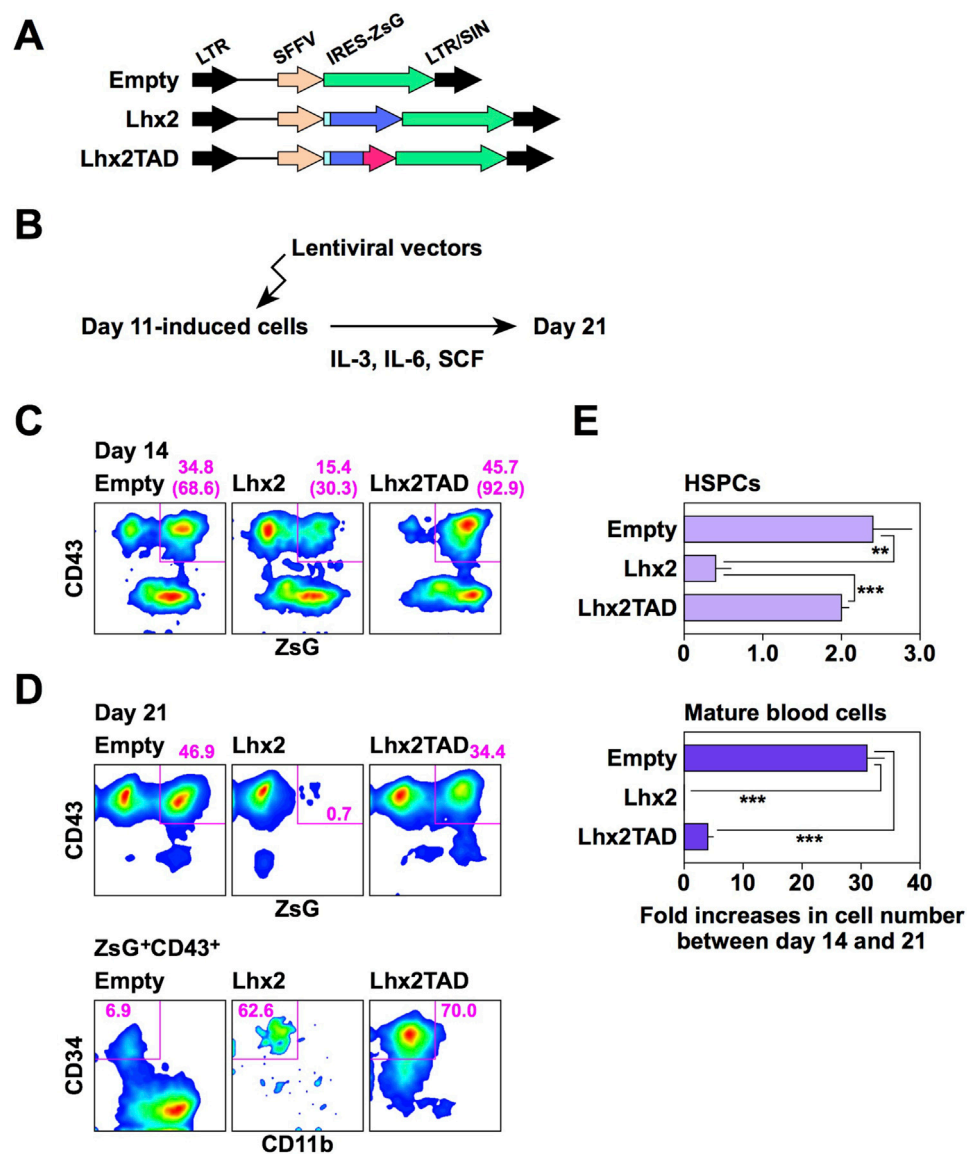 A
LTR SFFV IRES-ZsG LTR/SIN
Empty
Lhx2
Lhx2TAD
B
Lentiviral vectors
Day 11-induced cells Day 21
IL-3, IL-6, SCF
C
Day 14
Empty 34.8 (68.6) Lhx2 15.4 (30.3) Lhx2TAD 45.7 (92.9)
CD43
ZsG
D
Day 21
Empty 46.9 Lhx2 0.7 Lhx2TAD 34.4
CD43
ZsG
ZsG+CD43+
Empty Lhx2 Lhx2TAD
6.9 62.6 70.0
CD34
CD11b
E
HSPCs
Empty
**
Lhx2
***
Lhx2TAD
0 1.0 2.0 3.0
Mature blood cells
Empty
Lhx2 ***
Lhx2TAD ***
0 10 20 30 40
Fold increases in cell number
between day 14 and 21